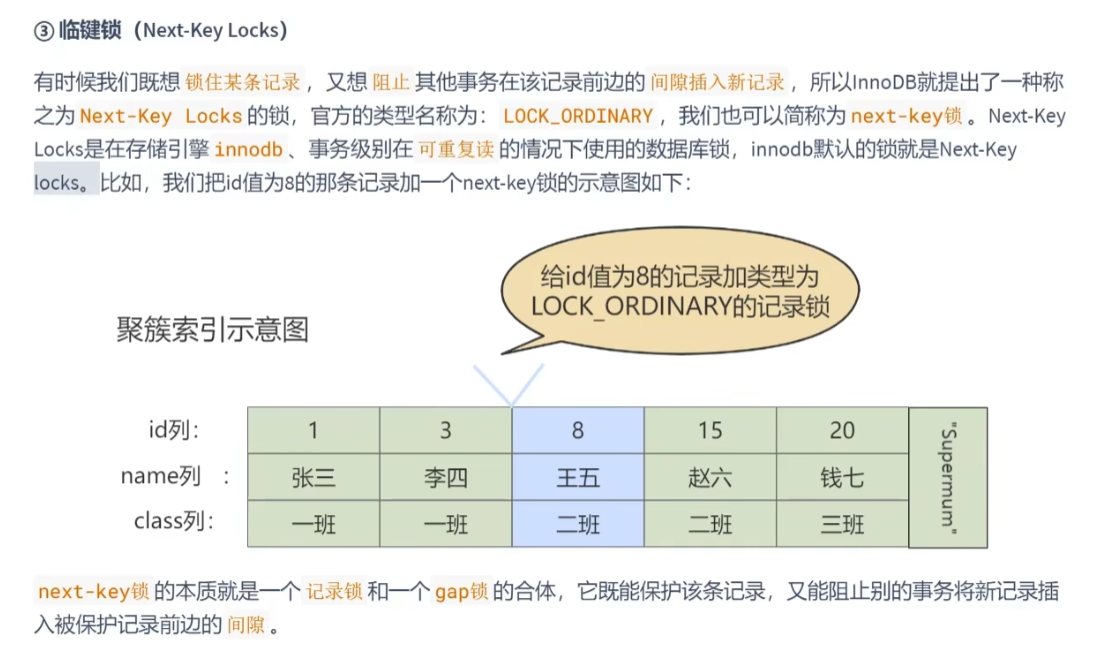 ③ 临键锁（Next-Key Locks）
有时候我们既想 锁住某条记录 ，又想 阻止 其他事务在该记录前边的 间隙插入新记录 ，所以InnoDB就提出了一种称
之为 Next-Key Locks 的锁，官方的类型名称为： LOCK_ORDINARY ，我们也可以简称为 next-key锁 。Next-Key
Locks是在存储引擎 innodb 、事务级别在 可重复读 的情况下使用的数据库锁，innodb默认的锁就是Next-Key
locks。比如，我们把id值为8的那条记录加一个next-key锁的示意图如下：
给id值为8的记录加类型为
LOCK_ORDINARY的记录锁
聚簇索引示意图
id列： 1 3 8 15 20
name列 ： 张三 李四 王五 赵六 钱七
class列： 一班 一班 二班 二班 三班
"Supermum"
next-key锁 的本质就是一个 记录锁 和一个 gap锁 的合体，它既能保护该条记录，又能阻止别的事务将新记录插
入被保护记录前边的 间隙 。